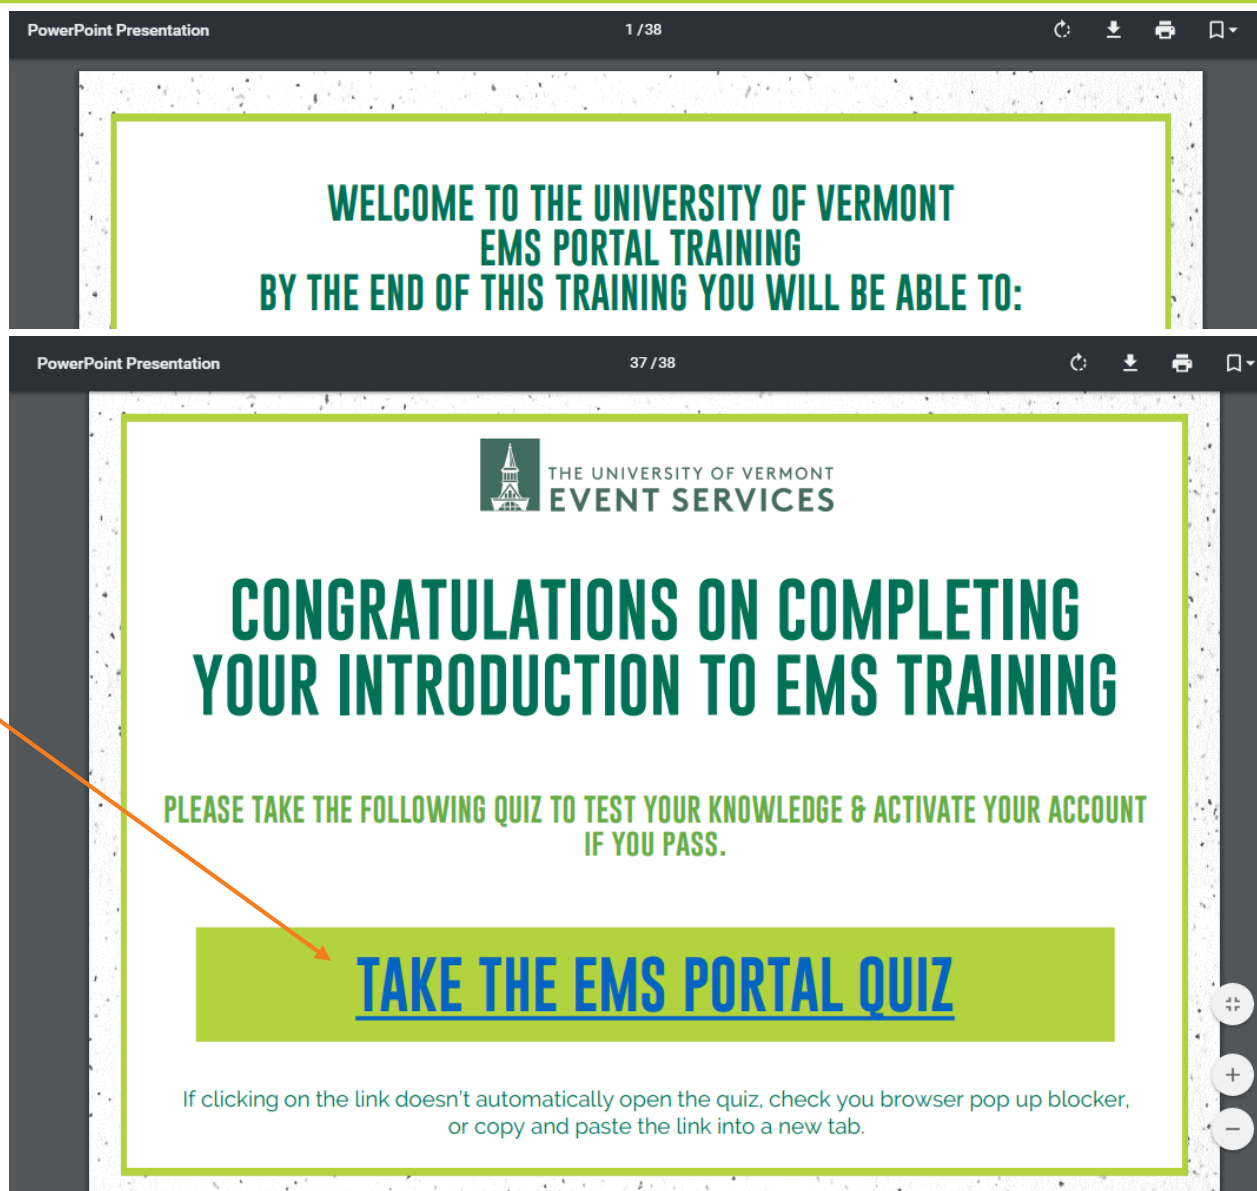 PowerPoint Presentation
1 / 38
WELCOME TO THE UNIVERSITY OF VERMONT
EMS PORTAL TRAINING
BY THE END OF THIS TRAINING YOU WILL BE ABLE TO:
PowerPoint Presentation
37 / 38
THE UNIVERSITY OF VERMONT
EVENT SERVICES
CONGRATULATIONS ON COMPLETING
YOUR INTRODUCTION TO EMS TRAINING
PLEASE TAKE THE FOLLOWING QUIZ TO TEST YOUR KNOWLEDGE & ACTIVATE YOUR ACCOUNT
IF YOU PASS.
TAKE THE EMS PORTAL QUIZ
If clicking on the link doesn't automatically open the quiz, check you browser pop up blocker,
or copy and paste the link into a new tab.